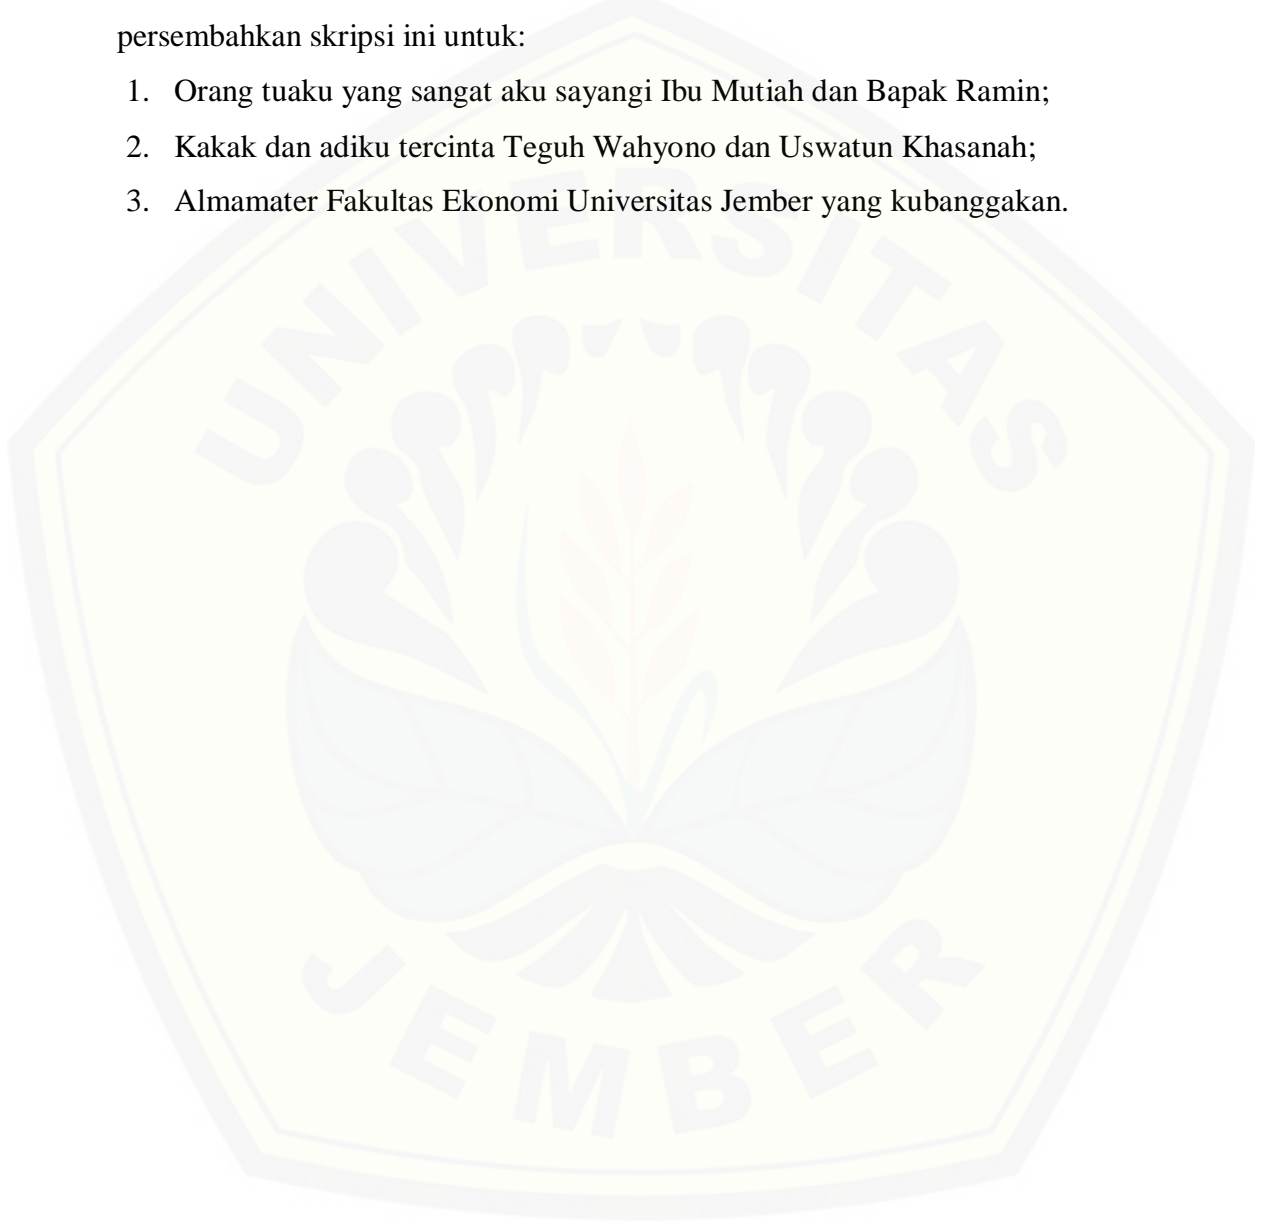 persembahkan skripsi ini untuk:
1. Orang tuaku yang sangat aku sayangi Ibu Mutiah dan Bapak Ramin;
2. Kakak dan adiku tercinta Teguh Wahyono dan Uswatun Khasanah;
3. Almamater Fakultas Ekonomi Universitas Jember yang kubanggakan.
UNIVERSITAS
JEMBER